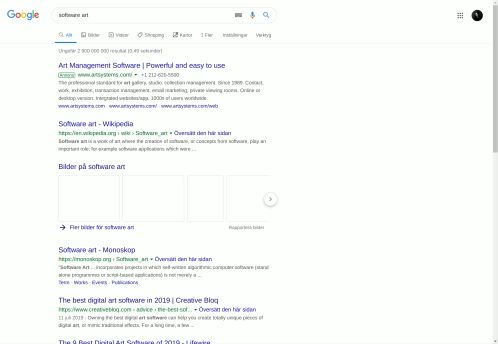 Google
software art
Alla Bilder Videor Shopping Kartor Fler Inställningar Verktyg
Ungefär 2 900 000 000 resultat (0,49 sekunder)
Art Management Software | Powerful and easy to use
Annons www.artsystems.com/ +1 212-620-5500
The professional standard for art gallery, studio, collection management. Since 1989. Contact,
work, exhibition, transaction management, email marketing, private viewing rooms. Online or
desktop version. Integrated websites/app. 1000s of users worldwide.
www.artsystems.com · www.artsystems.com/ · www.artsystems.com/web
Software art - Wikipedia
https://en.wikipedia.org › wiki › Software_art Översätt den här sidan
Software art is a work of art where the creation of software, or concepts from software, play an
important role; for example software applications which were ...
Bilder på software art
Fler bilder för software art
Rapportera bilder
Software art - Monoskop
https://monoskop.org › Software_art Översätt den här sidan
"Software Art ... incorporates projects in which self-written algorithmic computer software (stand
alone programmes or script-based applications) is not merely a ...
Term · Works · Events · Publications
The best digital art software in 2019 | Creative Bloq
https://www.creativebloq.com › advice › the-best-sof... Översätt den här sidan
11 juli 2019 - Owning the best digital art software can help you create totally unique pieces of
digital art, or mimic traditional effects. For a long time, a few ...
The 9 Best Digital Art Software of 2019 - Lifewire